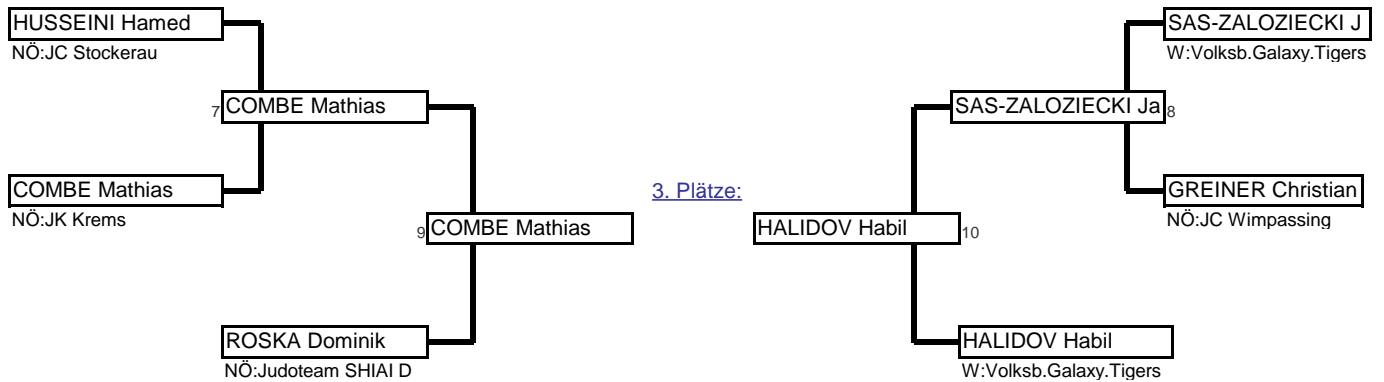 HUSSEINI Hamed
NÖ:JC Stockerau
7 COMBE Mathias
COMBE Mathias
NÖ:JK Krems
9 COMBE Mathias
ROSKA Dominik
NÖ:Judoteam SHIAI D
3. Plätze:
SAS-ZALOZIECKI J
W:Volksb.Galaxy.Tigers
SAS-ZALOZIECKI Ja 8
GREINER Christian
NÖ:JC Wimpassing
HALIDOV Habil 10
HALIDOV Habil
W:Volksb.Galaxy.Tigers